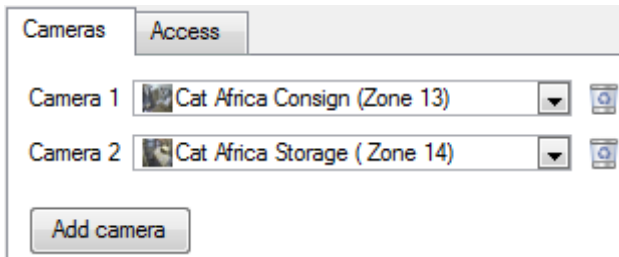 Cameras Access
Camera 1 Cat Africa Consign (Zone 13)
Camera 2 Cat Africa Storage ( Zone 14)
Add camera